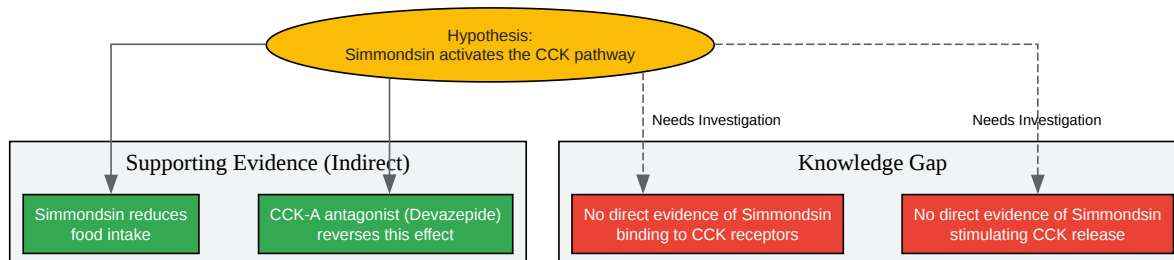 Hypothesis:
Simmondsin activates the CCK pathway
Needs Investigation
Needs Investigation
Supporting Evidence (Indirect)
Knowledge Gap
Simmondsin reduces
food intake
CCK-A antagonist (Devazepide)
reverses this effect
No direct evidence of Simmondsin
binding to CCK receptors
No direct evidence of Simmondsin
stimulating CCK release